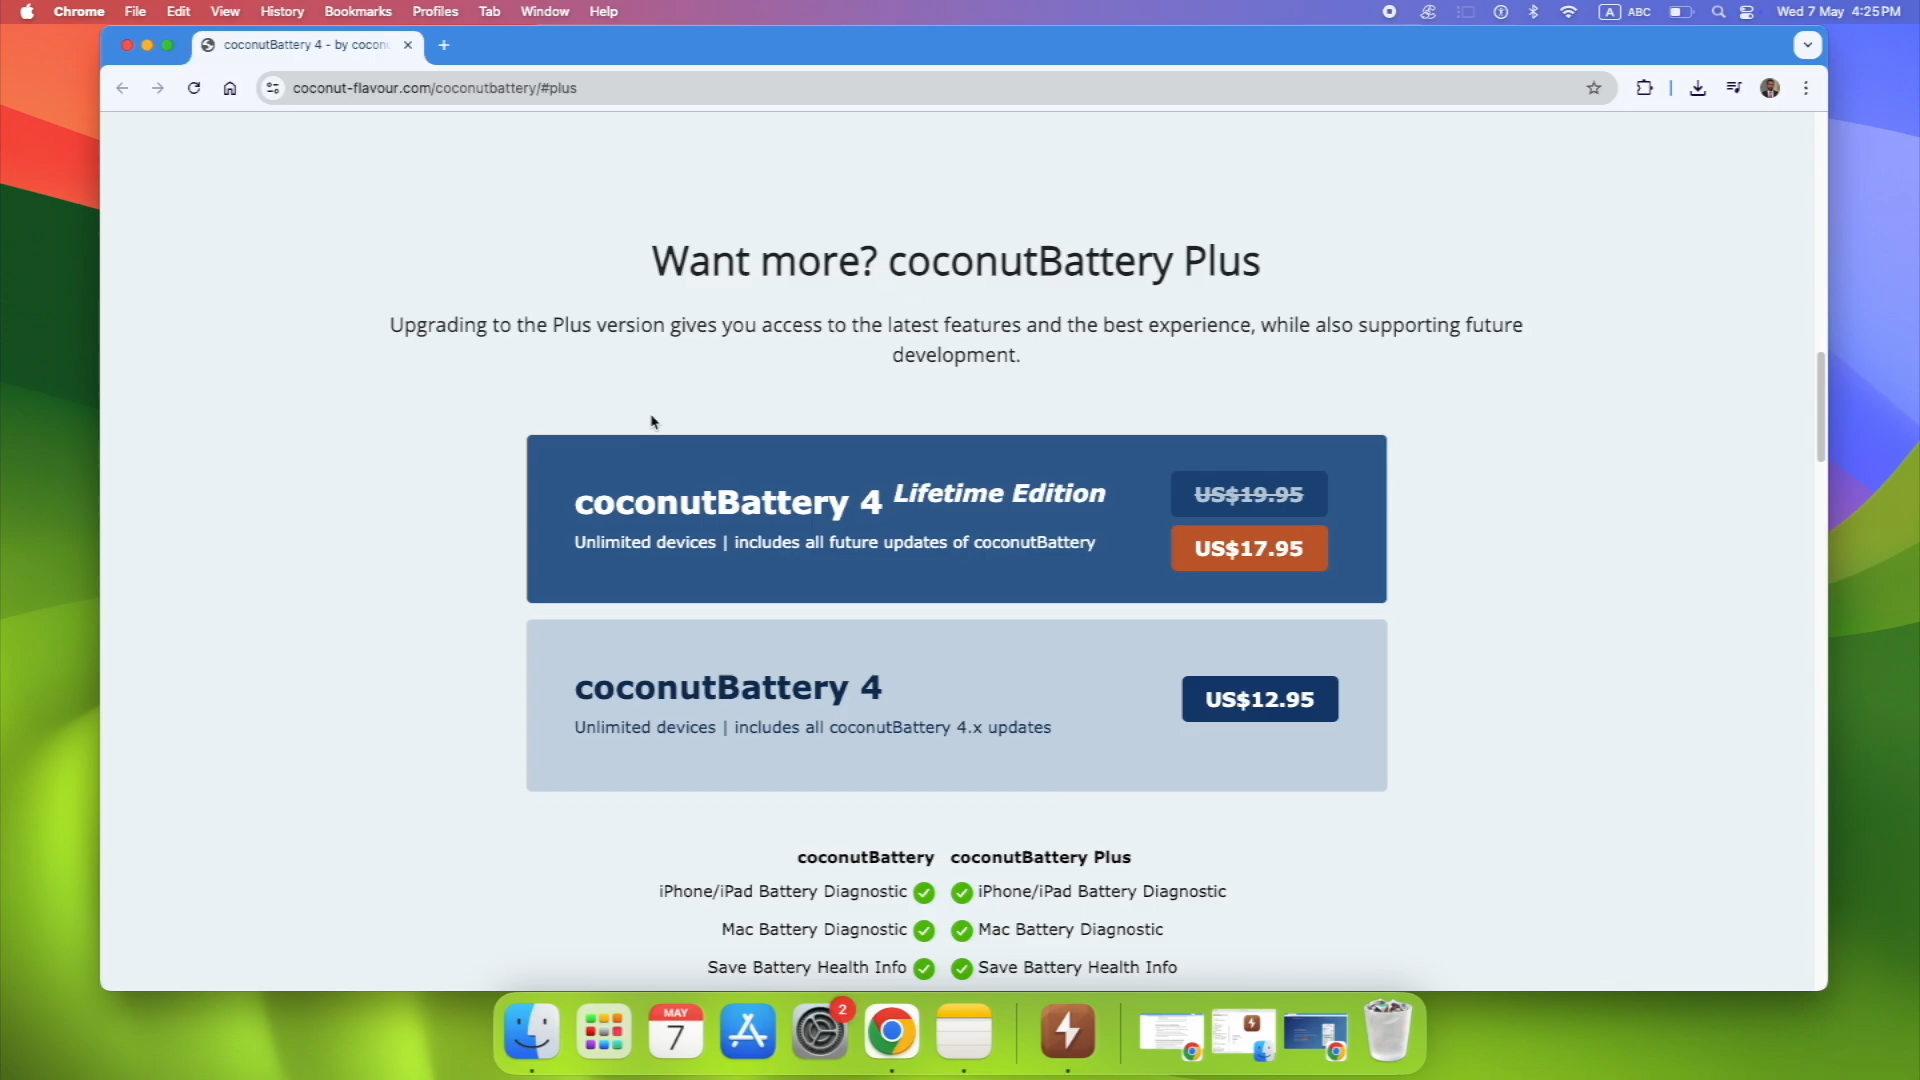 Chrome File Edit View History Bookmarks Profiles Tab Window Help
A ABC Wed 7 May 4:25PM
coconutBattery 4 - by coconu
coconut-flavour.com/coconutbattery/#plus
Want more? coconutBattery Plus
Upgrading to the Plus version gives you access to the latest features and the best experience, while also supporting future
development.
coconutBattery 4 Lifetime Edition
US$19.95
Unlimited devices | includes all future updates of coconutBattery
US$17.95
coconutBattery 4
US$12.95
Unlimited devices | includes all coconutBattery 4.x updates
coconutBattery coconutBattery Plus
iPhone/iPad Battery Diagnostic iPhone/iPad Battery Diagnostic
Mac Battery Diagnostic Mac Battery Diagnostic
Save Battery Health Info Save Battery Health Info
MAY
7
2